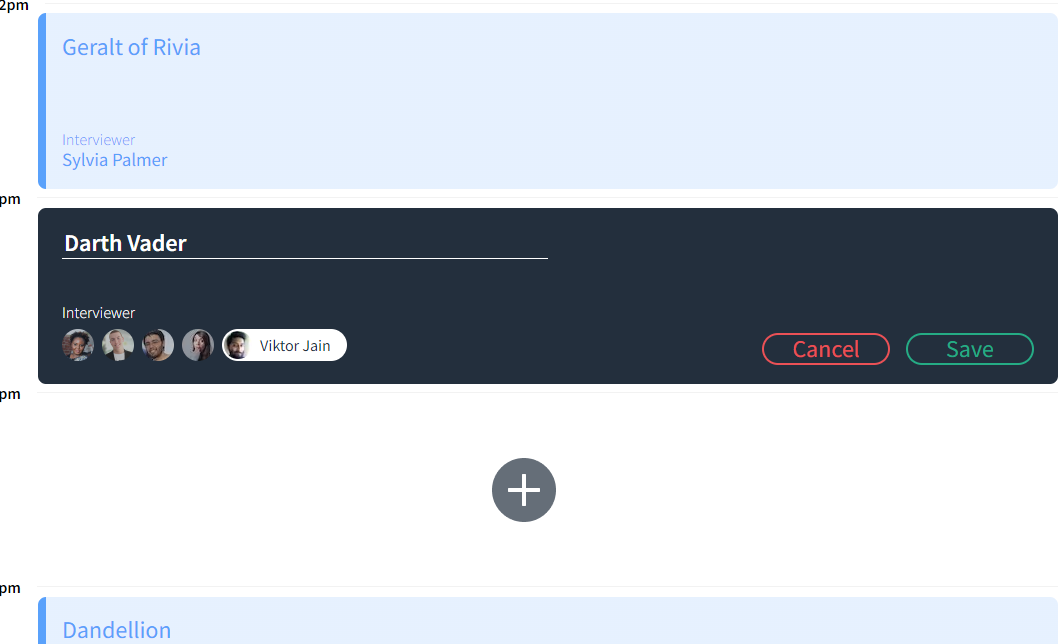 2pm
Geralt of Rivia
Interviewer
Sylvia Palmer
pm
Darth Vader
Interviewer
Viktor Jain
Cancel Save
pm
pm
Dandellion